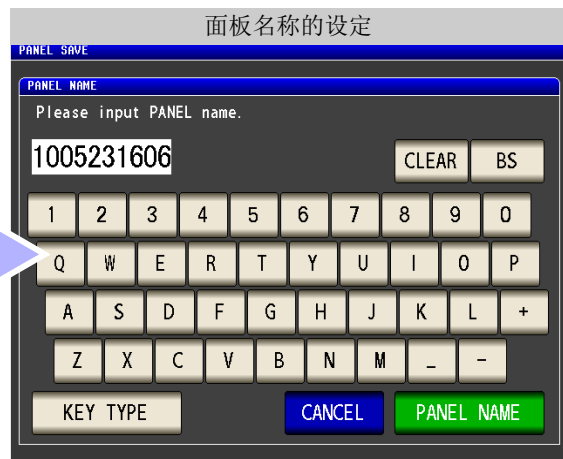 面板名称的设定
PANEL SAVE
PANEL NAME
Please input PANEL name.
1005231606 CLEAR BS
1 2 3 4 5 6 7 8 9 0
Q W E R T Y U I O P
A S D F G H J K L +
Z X C V B N M _ -
KEY TYPE CANCEL PANEL NAME